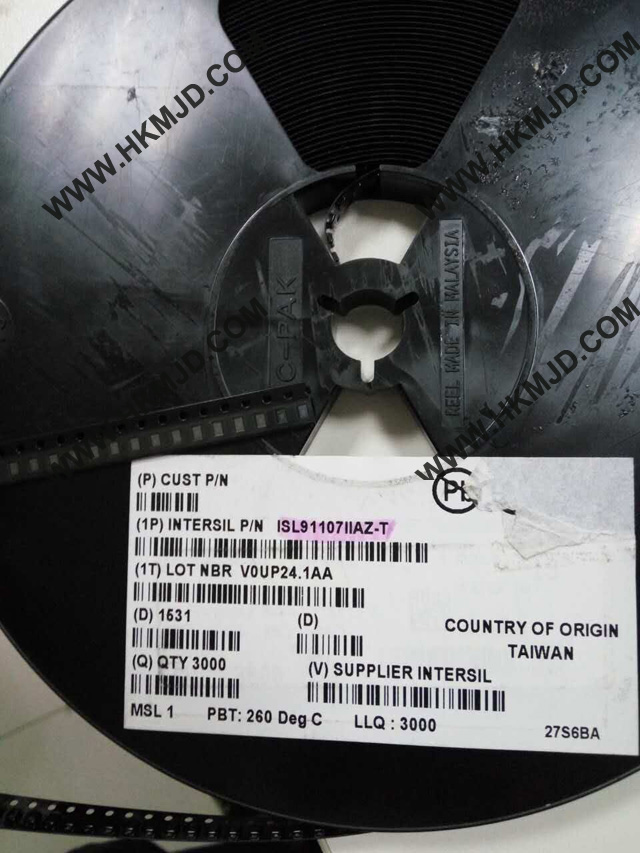 WWW.HKMJD.COM
WWW.HKMJD.COM
C-PAK
REEL MADE IN MALAYSIA
WWW.HKMJD.COM
WWW.HKMJD.COM
(P) CUST P/N
Pb
(1P) INTERSIL P/N ISL91107IIAZ-T
(1T) LOT NBR V0UP24.1AA
(D) 1531
(D)
COUNTRY OF ORIGIN
TAIWAN
(Q) QTY 3000
(V) SUPPLIER INTERSIL
MSL 1 PBT: 260 Deg C LLQ : 3000
27S6BA